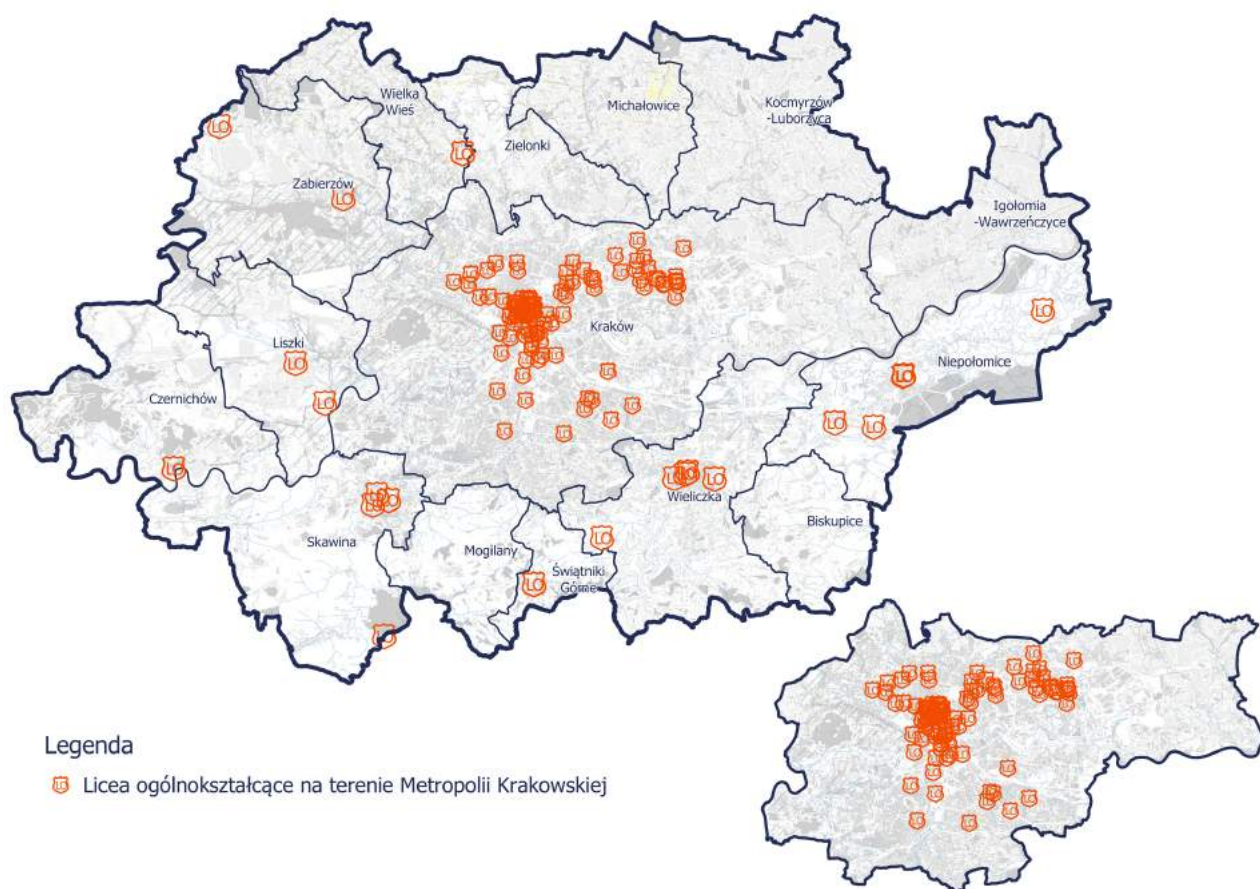 Wielka
Wieś
Michałowice
Kocmyrzów
-Luborzyca
Zielonki
Zabierzów
Igołomia
-Wawrzeńczyce
Kraków
Liszki
Niepołomice
Czernichów
Wieliczka
Biskupice
Skawina
Mogilany
Świątniki
Górne
Legenda
LO Licea ogólnokształcące na terenie Metropolii Krakowskiej